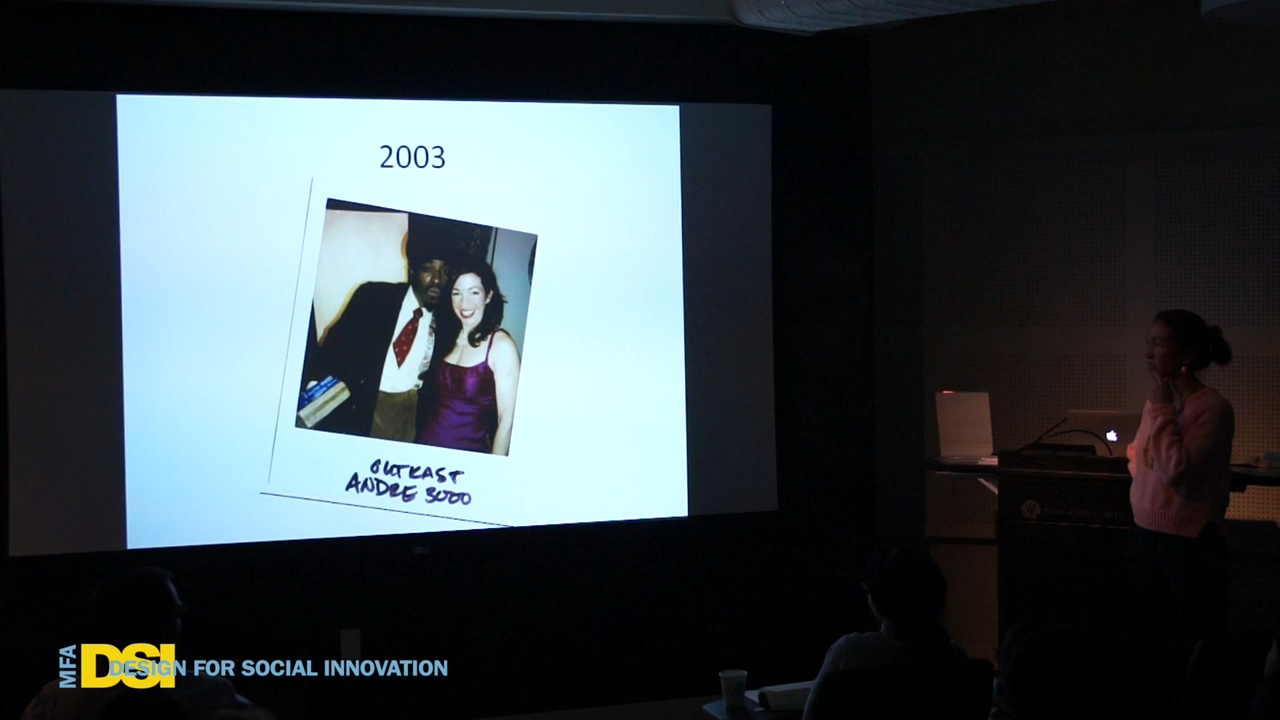 2003
OUTKAST
ANDRE 3000
MFA
DSI
DESIGN FOR SOCIAL INNOVATION